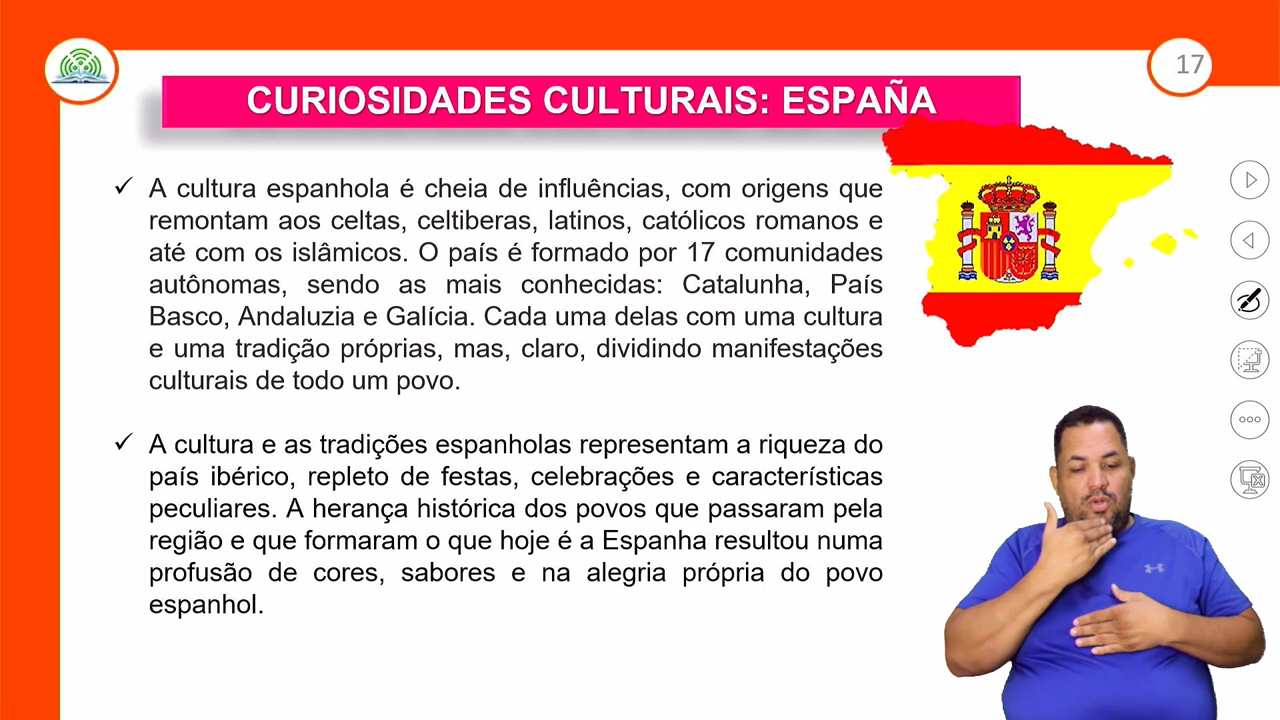 17
CURIOSIDADES CULTURAIS: ESPAÑA
✓ A cultura espanhola é cheia de influências, com origens que
remontam aos celtas, celtiberas, latinos, católicos romanos e
até com os islâmicos. O país é formado por 17 comunidades
autônomas, sendo as mais conhecidas: Catalunha, País
Basco, Andaluzia e Galícia. Cada uma delas com uma cultura
e uma tradição próprias, mas, claro, dividindo manifestações
culturais de todo um povo.
✓ A cultura e as tradições espanholas representam a riqueza do
país ibérico, repleto de festas, celebrações e características
peculiares. A herança histórica dos povos que passaram pela
região e que formaram o que hoje é a Espanha resultou numa
profusão de cores, sabores e na alegria própria do povo
espanhol.